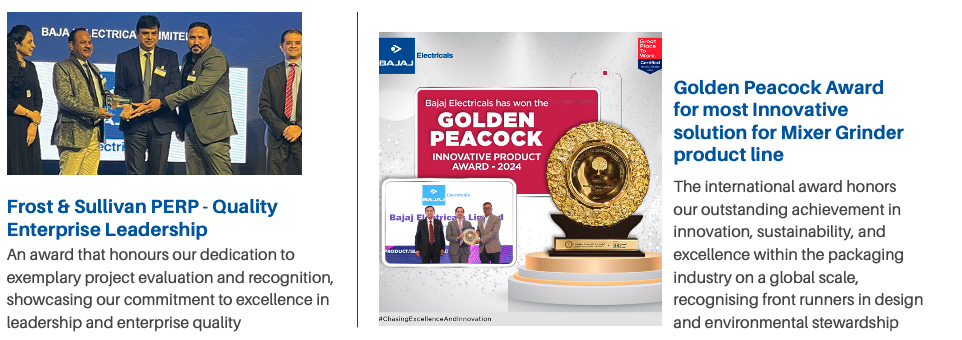 BAJAJ ELECTRICALS LIMITED
Frost & Sullivan PERP - Quality
Enterprise Leadership
An award that honours our dedication to
exemplary project evaluation and recognition,
showcasing our commitment to excellence in
leadership and enterprise quality
BAJAJ
Electricals
Great
Place
To
Work.
Certified
Bajaj Electricals has won the
GOLDEN
PEACOCK
INNOVATIVE PRODUCT
AWARD - 2024
BAJAJ
Electricals
Bajaj Electricals Limited
#ChasingExcellenceAndInnovation
Golden Peacock Award
for most Innovative
solution for Mixer Grinder
product line
The international award honors
our outstanding achievement in
innovation, sustainability, and
excellence within the packaging
industry on a global scale,
recognising front runners in design
and environmental stewardship